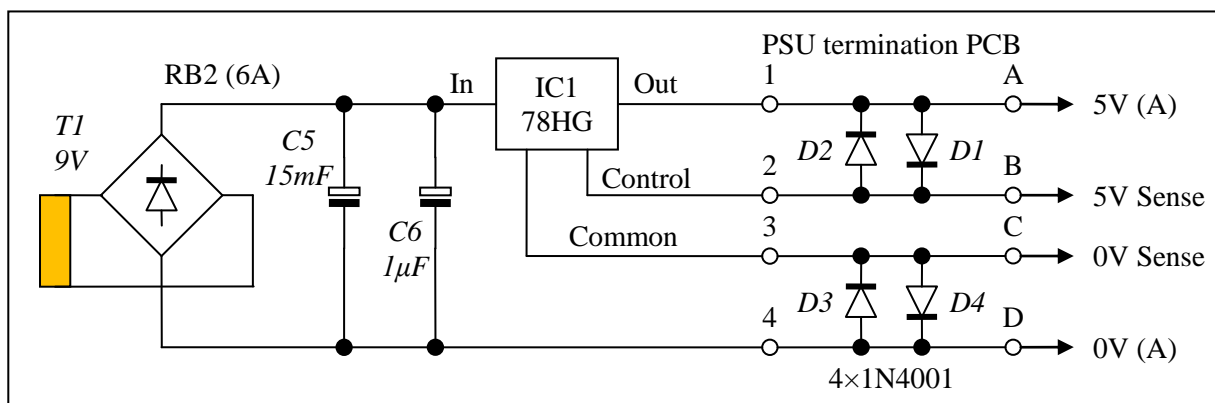 PSU termination PCB
RB2 (6A)
In
IC1
78HG
Out
1
A
5V (A)
T1
9V
C5
15mF
D2
D1
Control
2
B
5V Sense
C6
1μF
Common
3
C
0V Sense
D3
D4
4
D
0V (A)
4×1N4001